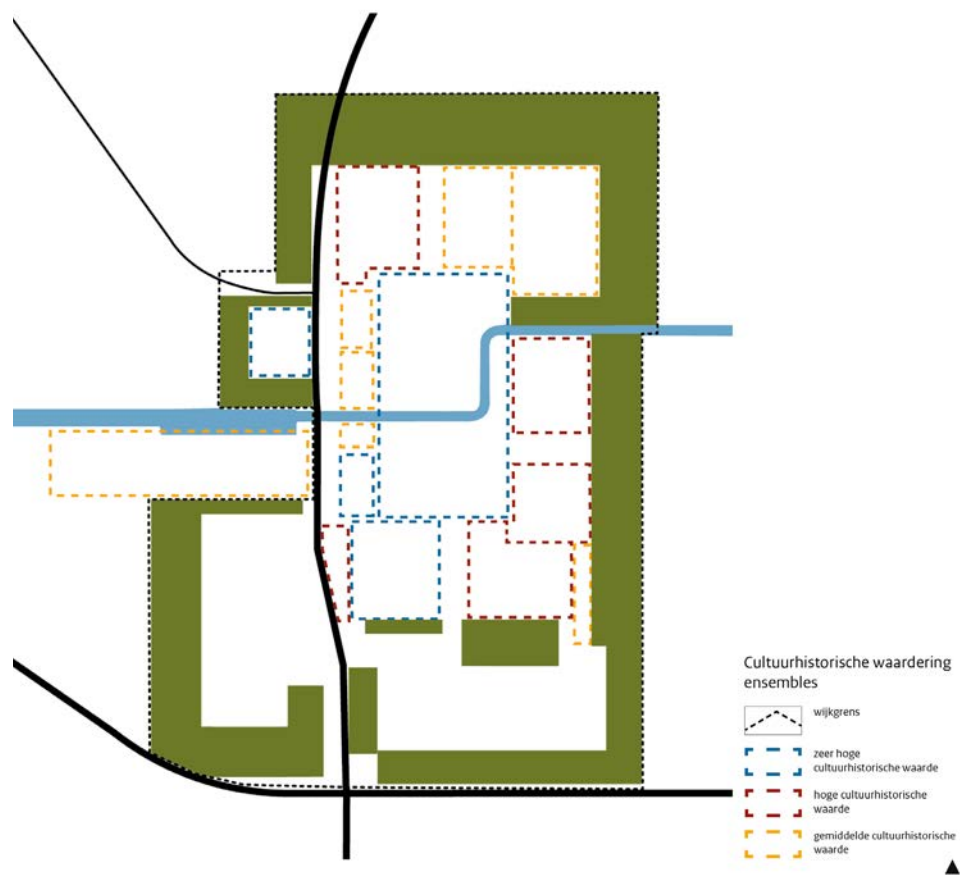 Cultuurhistorische waardering
ensembles
wijkgrens
zeer hoge
cultuurhistorische waarde
hoge cultuurhistorische
waarde
gemiddelde cultuurhistorische
waarde